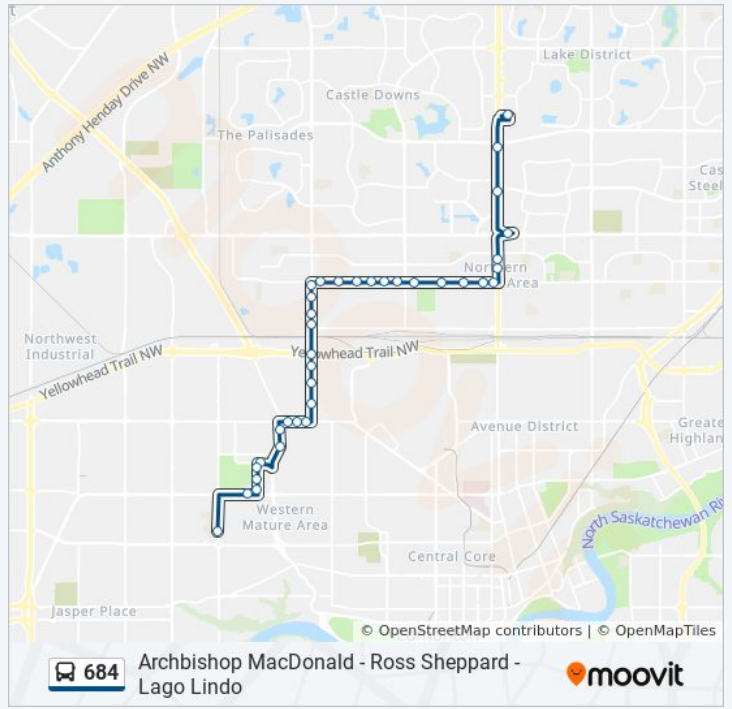 Lake District
Anthony Henday Drive NW
Castle Downs
The Palisades
Cas
Steel
Northern
Area
Northwest
Industrial
Yellowhead Trail NW
Yellowhead Trail NW
Avenue District
Greate
Highlan
Western
Mature Area
North Saskatchewan Riv
Central Core
Jasper Place
© OpenStreetMap contributors | © OpenMapTiles
684
Archbishop MacDonald - Ross Sheppard -
Lago Lindo
moovit